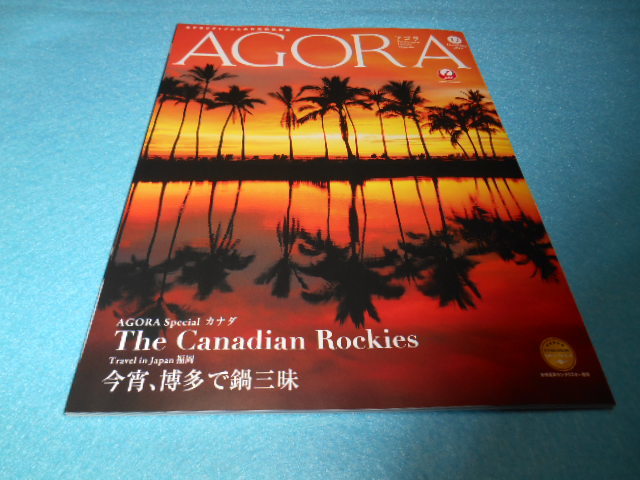 AGORA
アゴラ
12
AGORA Special カナダ
The Canadian Rockies
Travel in Japan 福岡
今宵、博多で鍋三昧